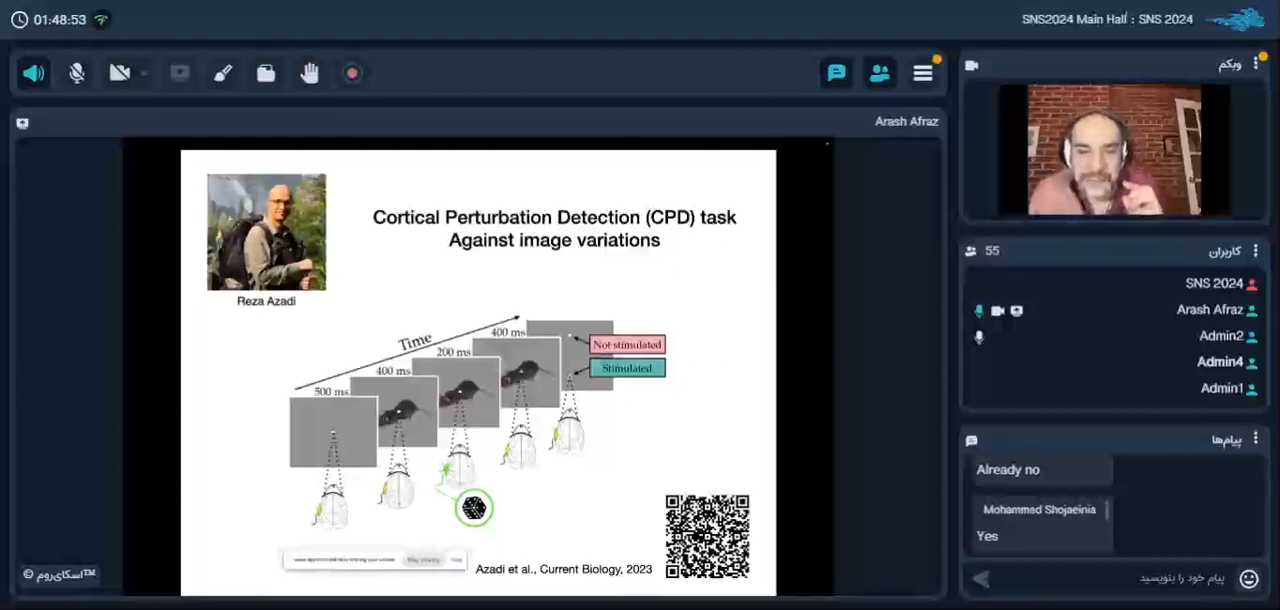 01:48:53
SNS2024 Main Hall : SNS 2024
Arash Afraz
Cortical Perturbation Detection (CPD) task
Against image variations
Reza Azadi
Time
500 ms
400 ms
200 ms
400 ms
Not stimulated
Stimulated
Azadi et al., Current Biology, 2023
© اسکای‌روم™
وبکم
کاربران
55
SNS 2024
Arash Afraz
Admin2
Admin4
Admin1
پیام‌ها
Already no
Mohammad Shojaeinia
Yes
پیام خود را بنویسید